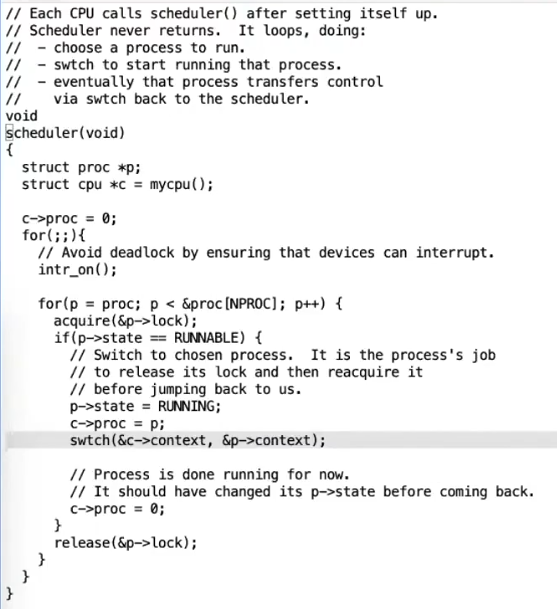 // Each CPU calls scheduler() after setting itself up.
// Scheduler never returns.  It loops, doing:
//  - choose a process to run.
//  - swtch to start running that process.
//  - eventually that process transfers control
//    via swtch back to the scheduler.
void
scheduler(void)
{
  struct proc *p;
  struct cpu *c = mycpu();

  c->proc = 0;
  for(;;){
    // Avoid deadlock by ensuring that devices can interrupt.
    intr_on();

    for(p = proc; p < &proc[NPROC]; p++) {
      acquire(&p->lock);
      if(p->state == RUNNABLE) {
        // Switch to chosen process.  It is the process's job
        // to release its lock and then reacquire it
        // before jumping back to us.
        p->state = RUNNING;
        c->proc = p;
        swtch(&c->context, &p->context);

        // Process is done running for now.
        // It should have changed its p->state before coming back.
        c->proc = 0;
      }
      release(&p->lock);
    }
  }
}